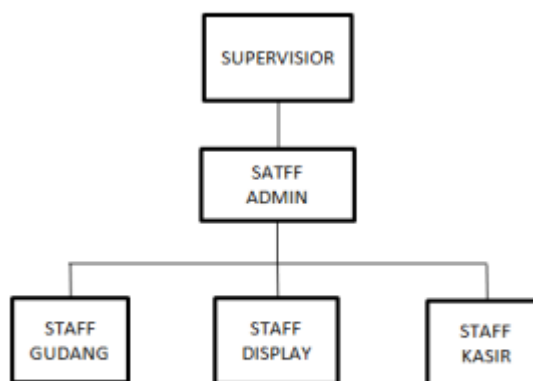 SUPERVISIOR
SATFF
ADMIN
STAFF
GUDANG
STAFF
DISPLAY
STAFF
KASIR